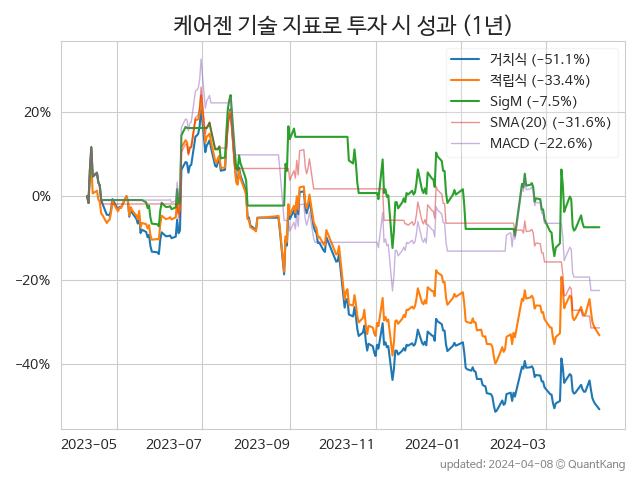 케어젠 기술 지표로 투자 시 성과 (1년)
거치식 (−51.1%)
적립식 (−33.4%)
SigM (−7.5%)
SMA(20) (−31.6%)
MACD (−22.6%)
20%
0%
−20%
−40%
2023-05 2023-07 2023-09 2023-11 2024-01 2024-03
updated: 2024-04-08 © QuantKang